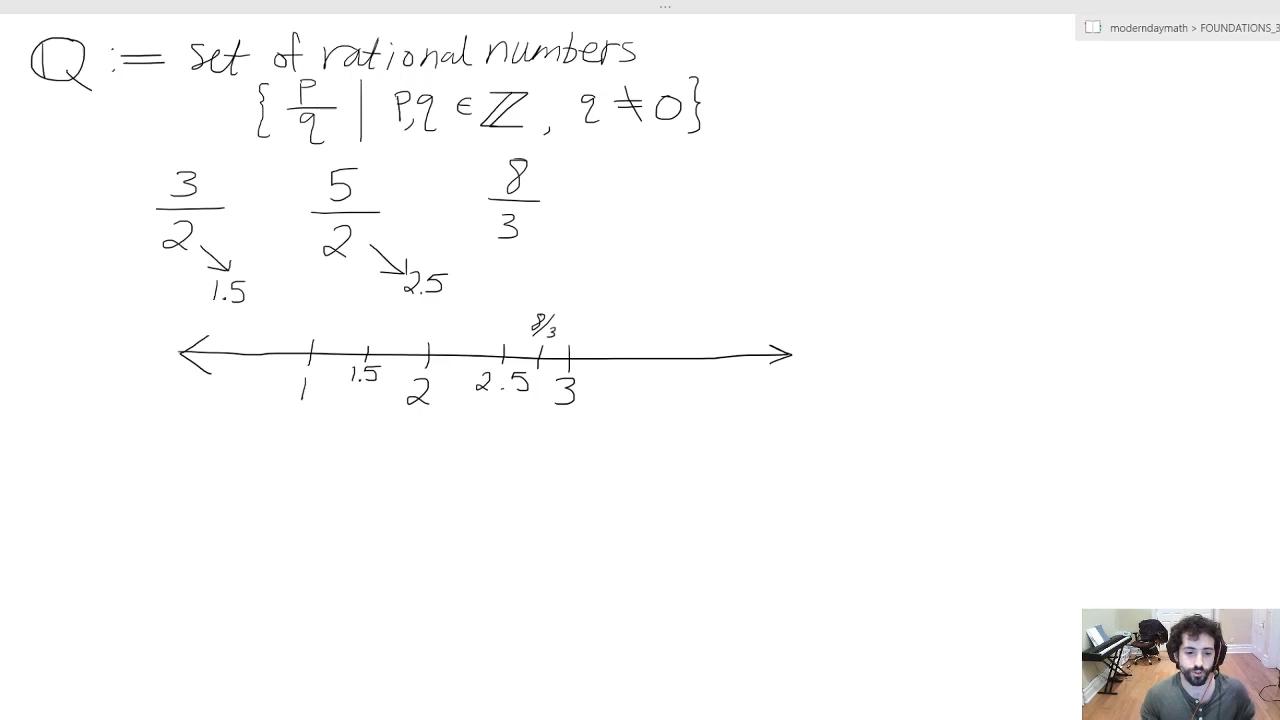 ...
moderndaymath > FOUNDATIONS_3
ℚ := set of rational numbers
{ p/q | p,q ∈ ℤ, q ≠ 0 }
3/2 5/2 8/3
1.5 2.5
8/3
1 1.5 2 2.5 3